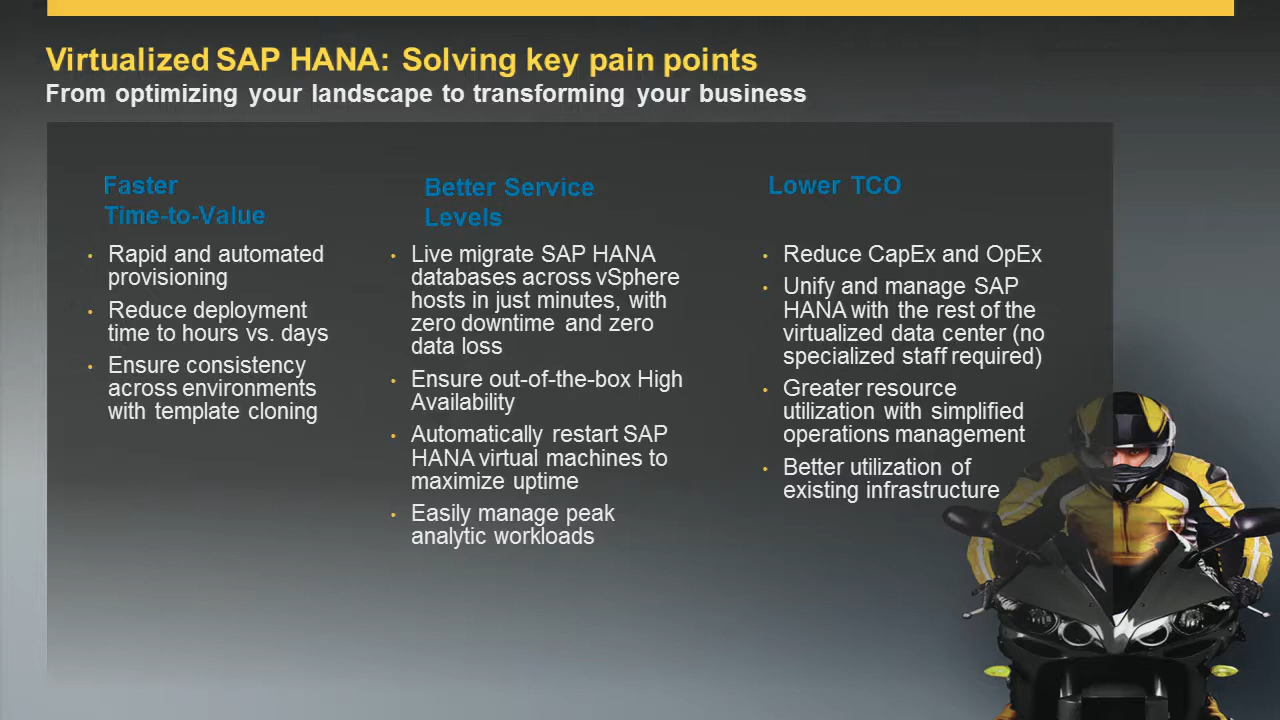 Virtualized SAP HANA: Solving key pain points
From optimizing your landscape to transforming your business
Faster
Time-to-Value
• Rapid and automated
provisioning
• Reduce deployment
time to hours vs. days
• Ensure consistency
across environments
with template cloning
Better Service
Levels
• Live migrate SAP HANA
databases across vSphere
hosts in just minutes, with
zero downtime and zero
data loss
• Ensure out-of-the-box High
Availability
• Automatically restart SAP
HANA virtual machines to
maximize uptime
• Easily manage peak
analytic workloads
Lower TCO
• Reduce CapEx and OpEx
• Unify and manage SAP
HANA with the rest of the
virtualized data center (no
specialized staff required)
• Greater resource
utilization with simplified
operations management
• Better utilization of
existing infrastructure